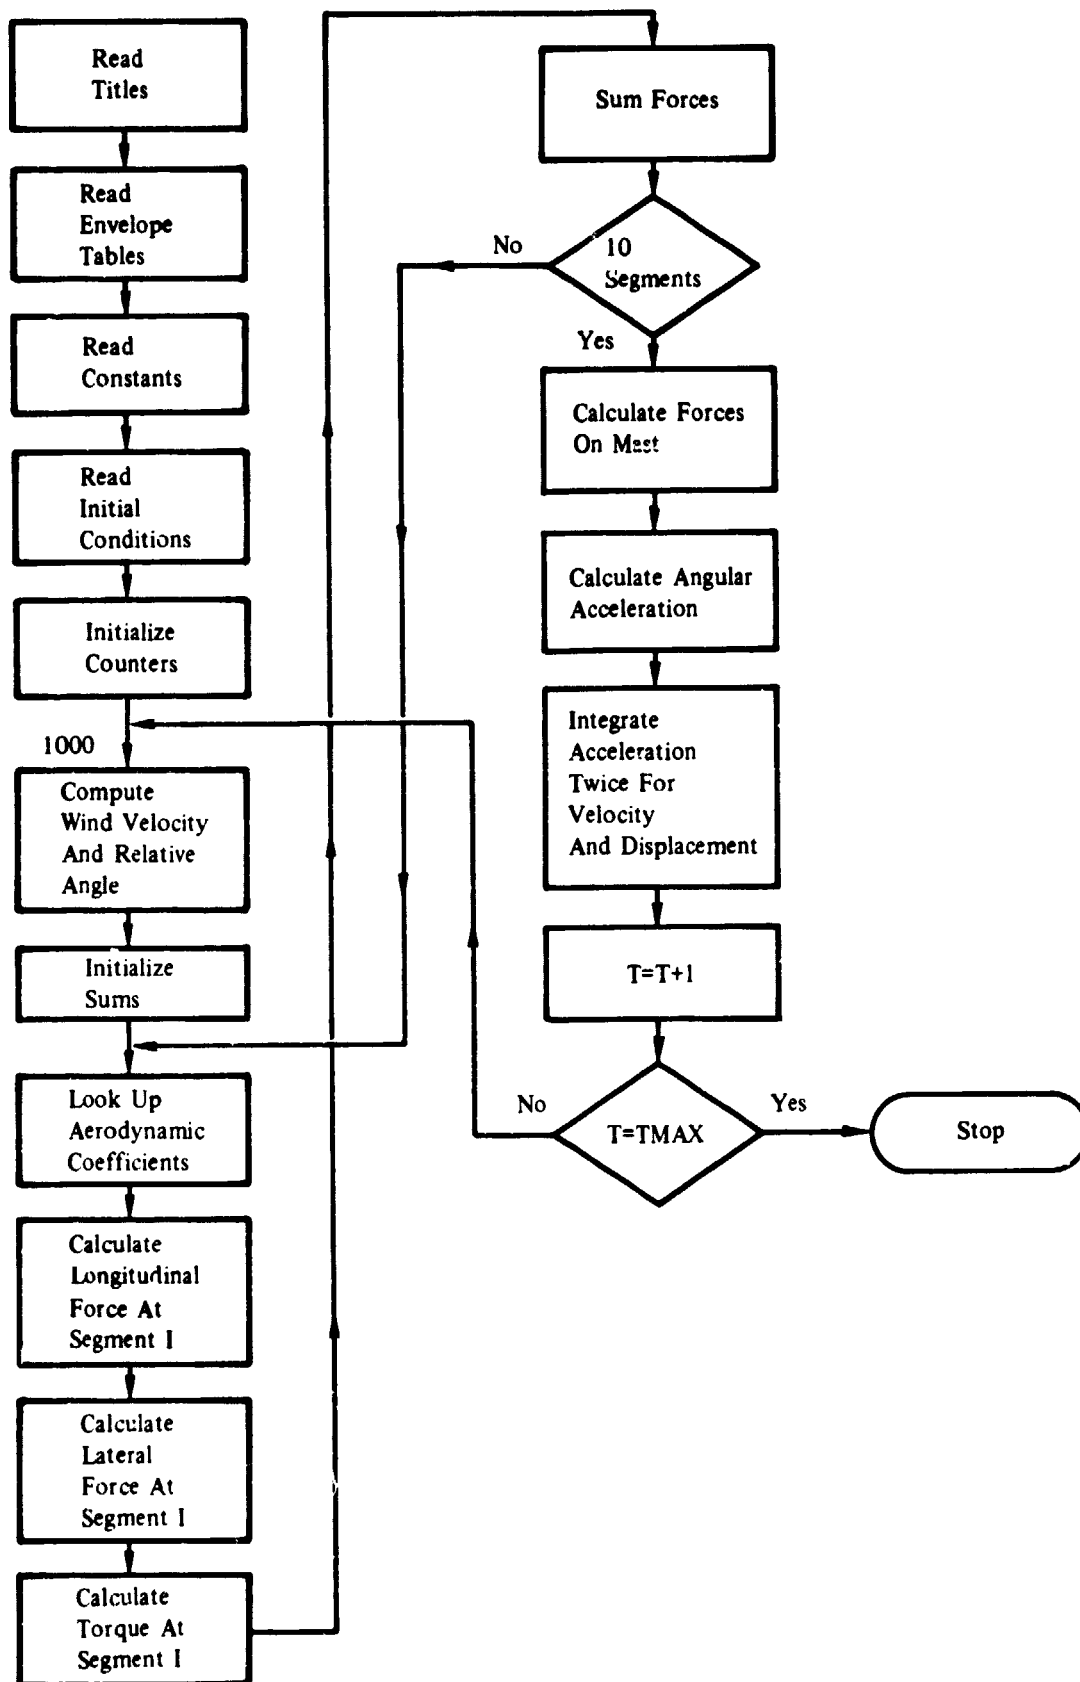 Read
Titles
Read
Envelope
Tables
Read
Constants
Read
Initial
Conditions
Initialize
Counters
1000
Compute
Wind Velocity
And Relative
Angle
Initialize
Sums
Look Up
Aerodynamic
Coefficients
Calculate
Longitudinal
Force At
Segment I
Calculate
Lateral
Force At
Segment I
Calculate
Torque At
Segment I
Sum Forces
No
10
Segments
Yes
Calculate Forces
On Mast
Calculate Angular
Acceleration
Integrate
Acceleration
Twice For
Velocity
And Displacement
T=T+1
No
T=TMAX
Yes
Stop